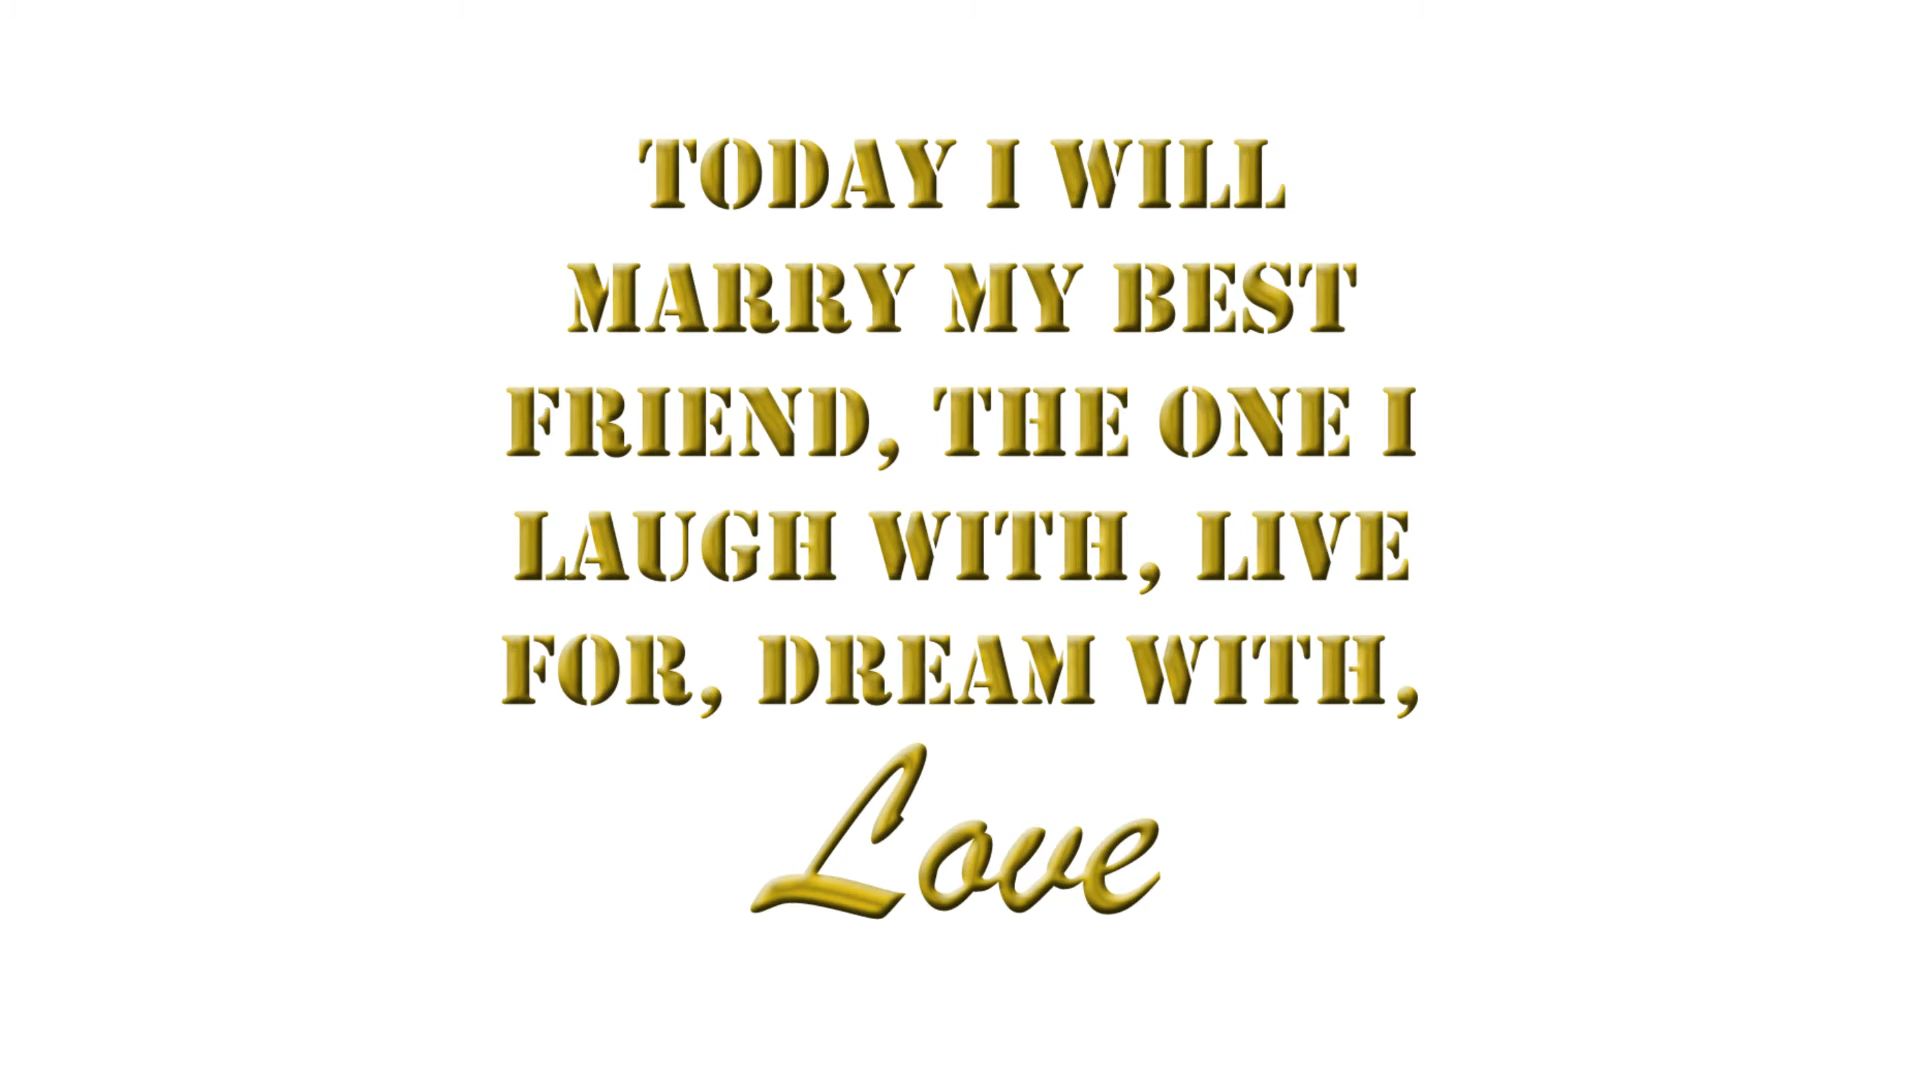 TODAY I WILL
MARRY MY BEST
FRIEND, THE ONE I
LAUGH WITH, LIVE
FOR, DREAM WITH,
Love